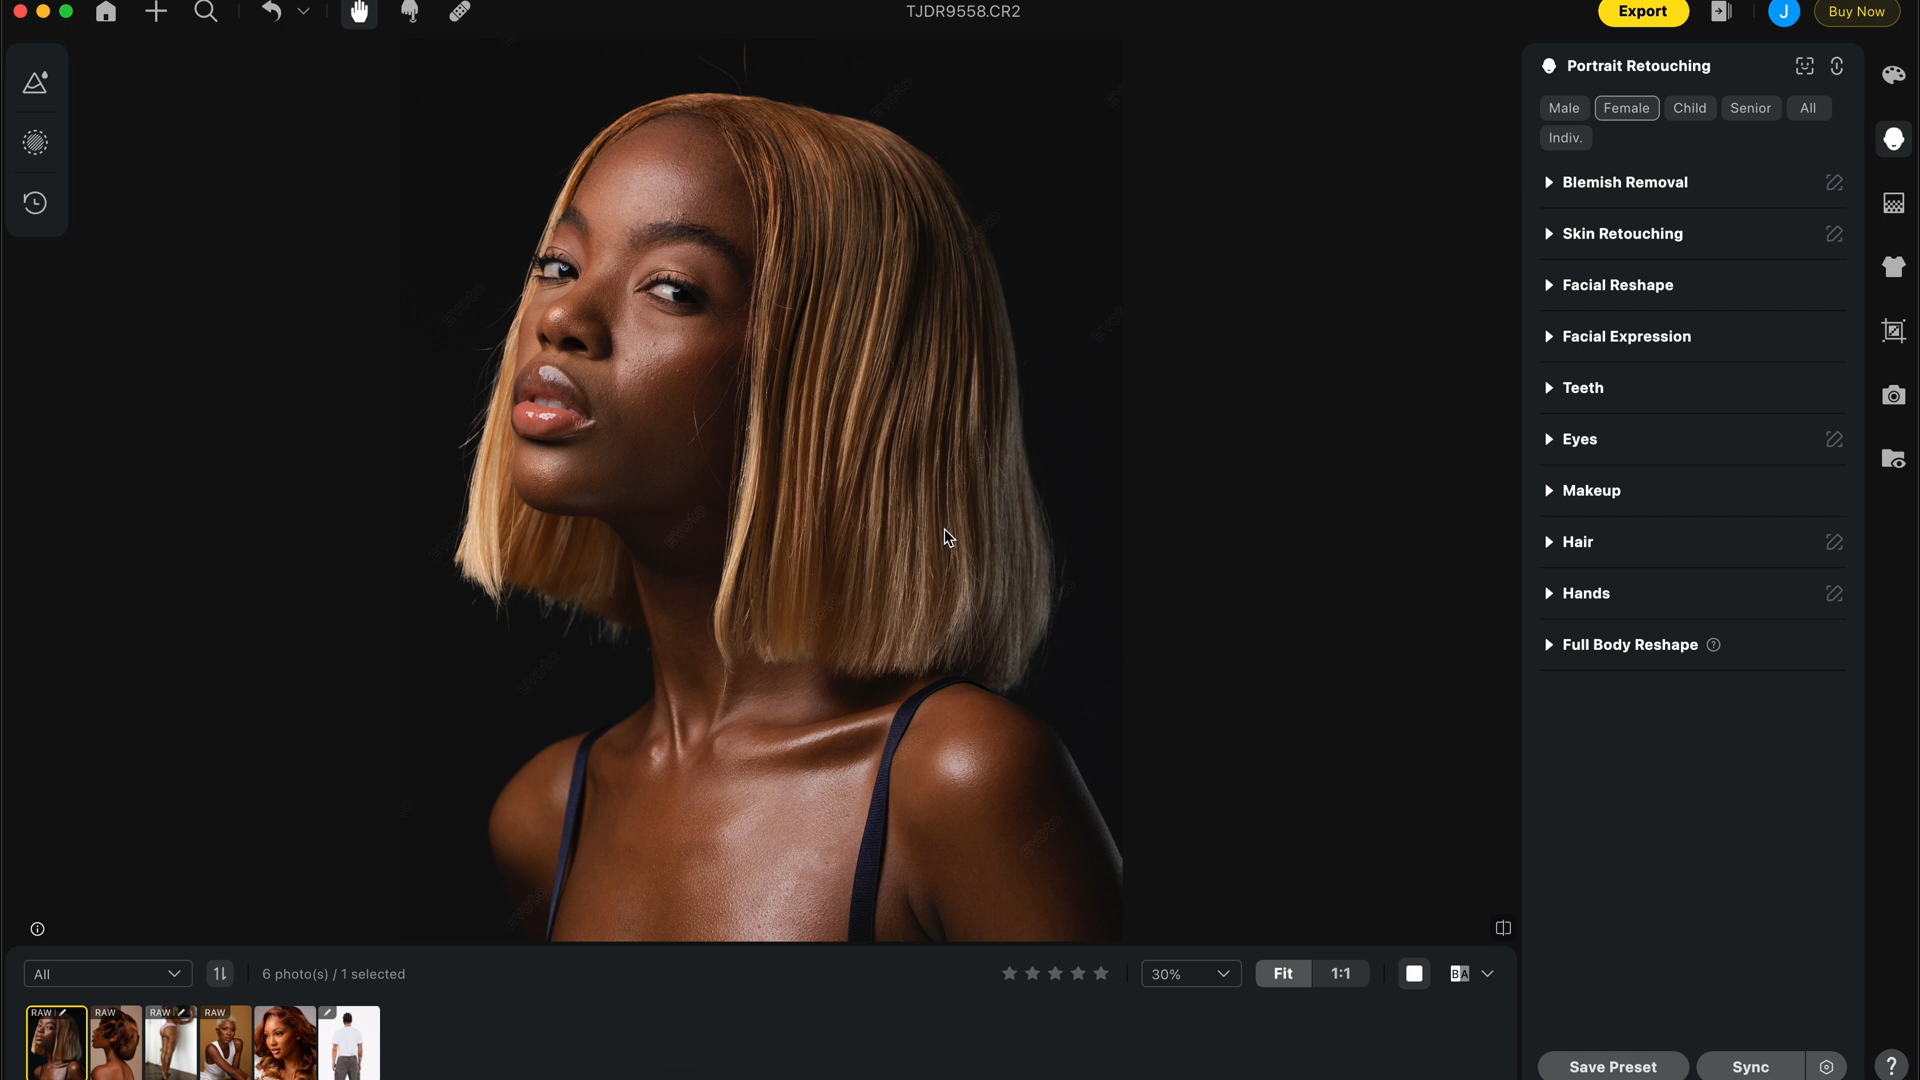 TJDR9558.CR2
Export
J
Buy Now
Portrait Retouching
Male
Female
Child
Senior
All
Indiv.
Blemish Removal
Skin Retouching
Facial Reshape
Facial Expression
Teeth
Eyes
Makeup
Hair
Hands
Full Body Reshape ?
EVOTO
All
6 photo(s) / 1 selected
30%
Fit
1:1
BA
RAW
RAW
RAW
RAW
Save Preset
Sync
?